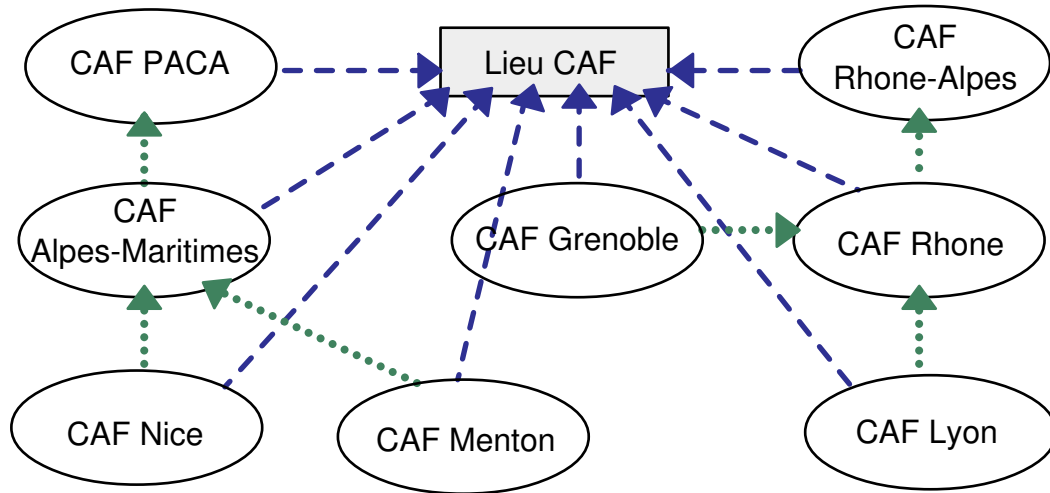 CAF PACA
Lieu CAF
CAF
Rhone-Alpes
CAF
Alpes-Maritimes
CAF Grenoble
CAF Rhone
CAF Nice
CAF Menton
CAF Lyon